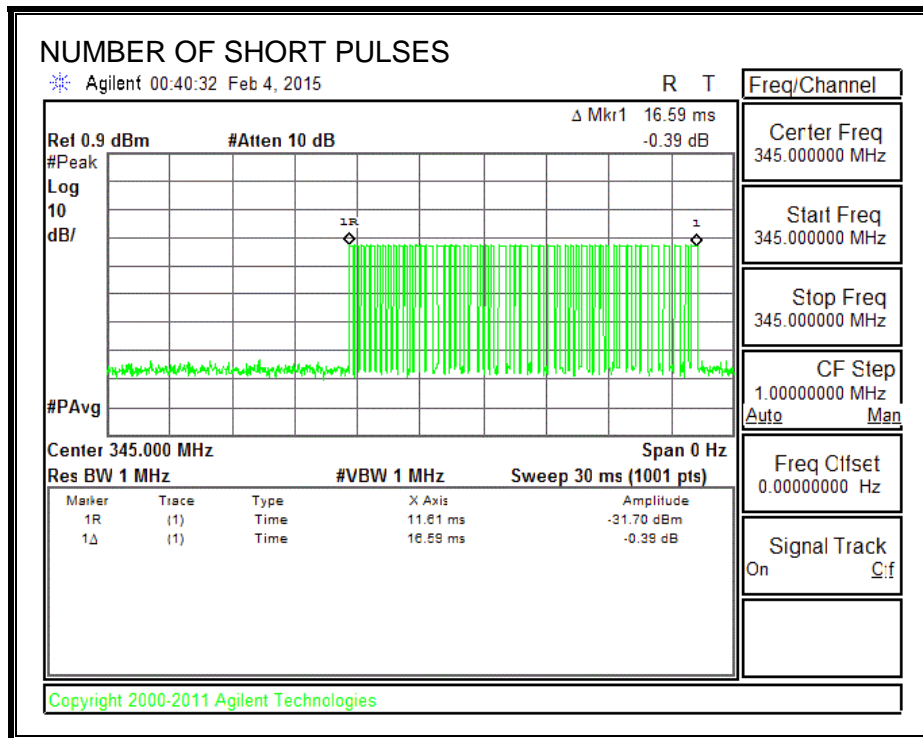 NUMBER OF SHORT PULSES
Agilent 00:40:32 Feb 4, 2015 R T
Δ Mkr1 16.59 ms
Ref 0.9 dBm #Atten 10 dB -0.39 dB
#Peak
Log
10
dB/
1R
1
#PAvg
Center 345.000 MHz Span 0 Hz
Res BW 1 MHz #VBW 1 MHz Sweep 30 ms (1001 pts)
Marker Trace Type X Axis Amplitude
1R (1) Time 11.61 ms -31.70 dBm
1Δ (1) Time 16.59 ms -0.39 dB
Freq/Channel
Center Freq
345.000000 MHz
Start Freq
345.000000 MHz
Stop Freq
345.000000 MHz
CF Step
1.00000000 MHz
Auto Man
Freq Offset
0.00000000 Hz
Signal Track
On Off
Copyright 2000-2011 Agilent Technologies